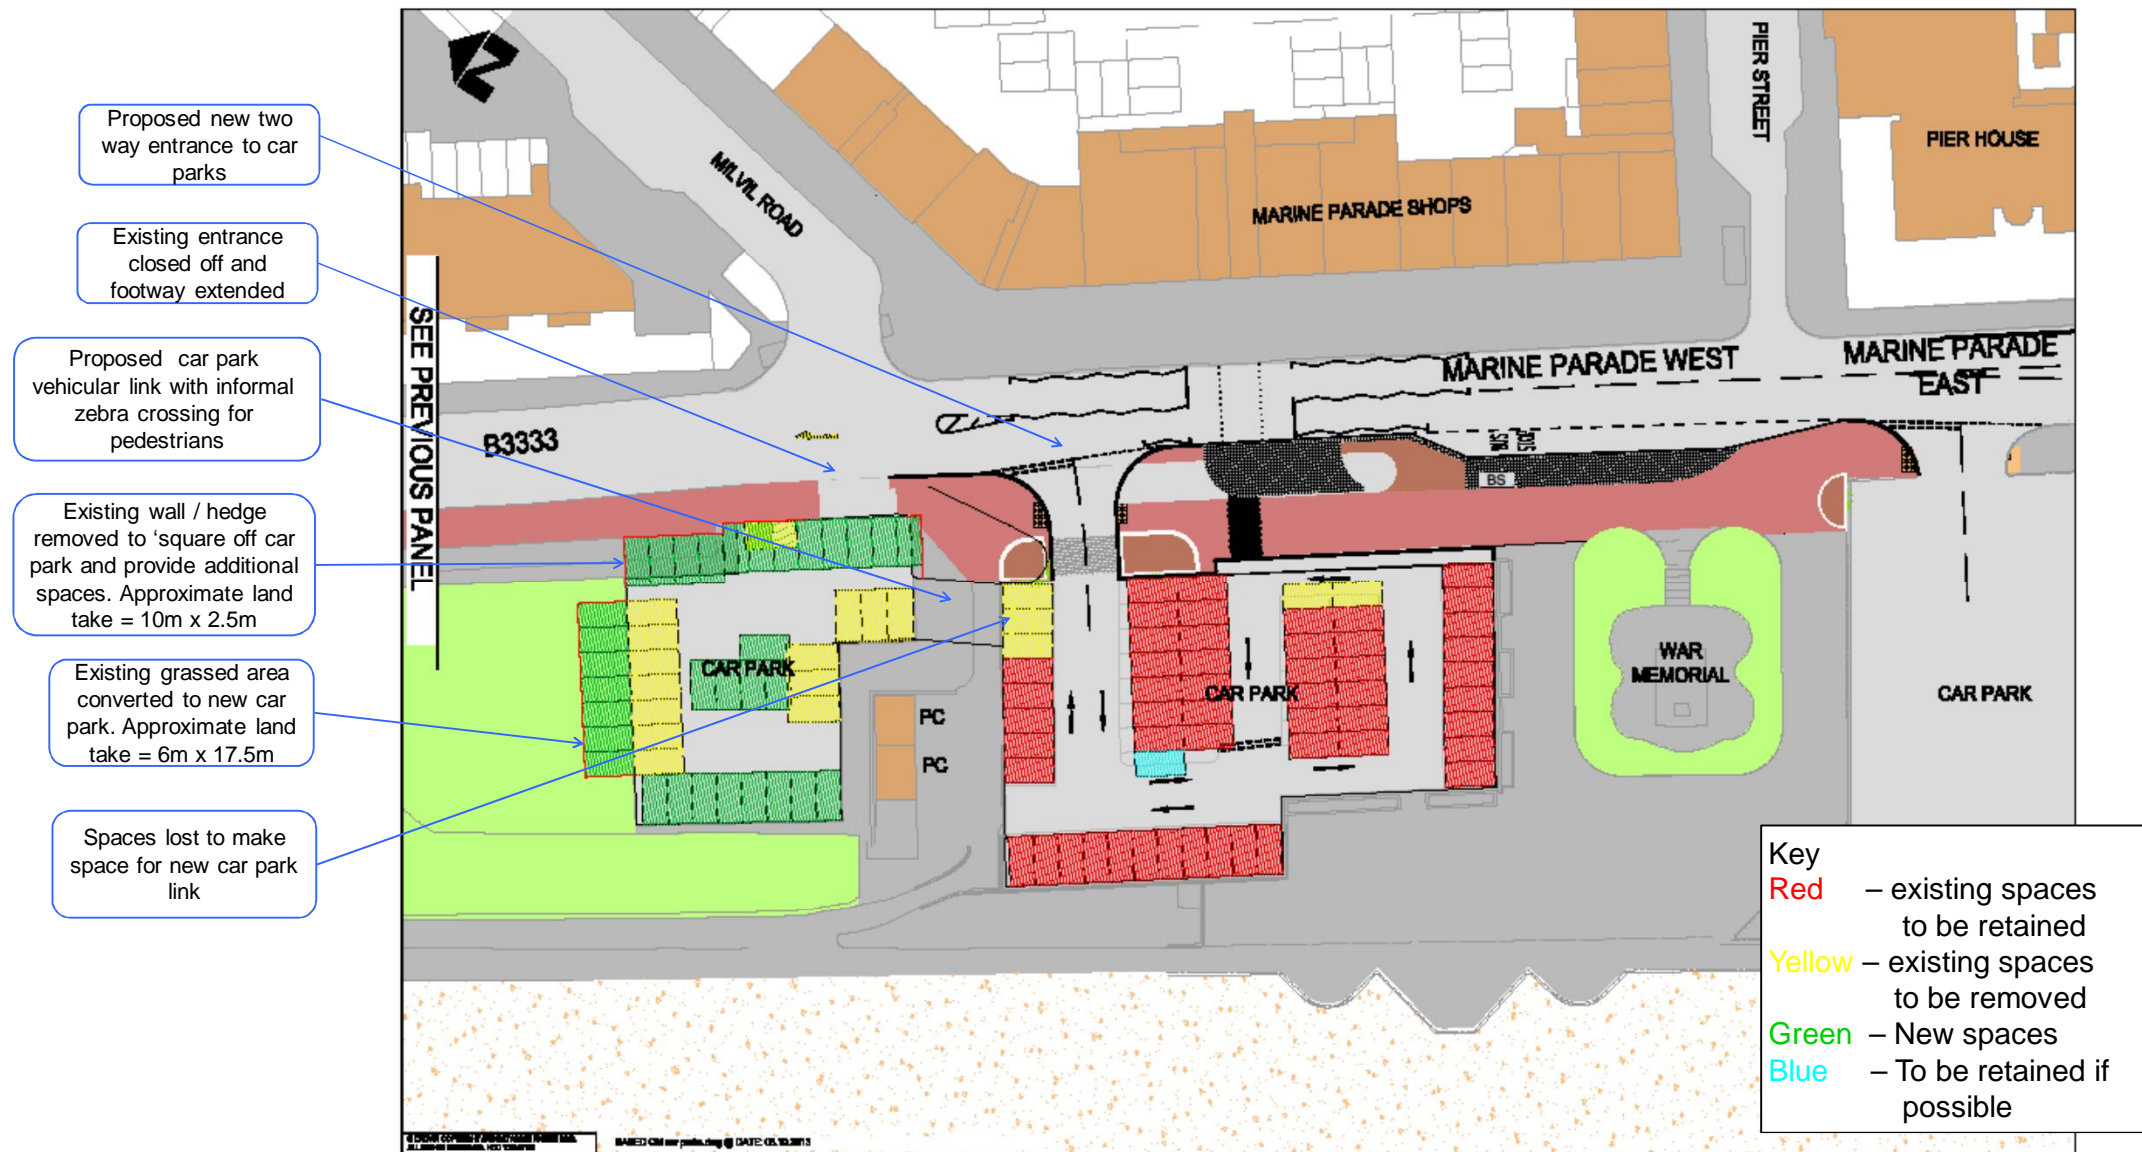 Proposed new two
way entrance to car
parks
Existing entrance
closed off and
footway extended
Proposed car park
vehicular link with informal
zebra crossing for
pedestrians
Existing wall / hedge
removed to ‘square off car
park and provide additional
spaces. Approximate land
take = 10m x 2.5m
Existing grassed area
converted to new car
park. Approximate land
take = 6m x 17.5m
Spaces lost to make
space for new car park
link
SEE PREVIOUS PANEL
MILVIL ROAD
MARINE PARADE SHOPS
PIER STREET
PIER HOUSE
B3333
MARINE PARADE WEST
MARINE PARADE
EAST
BUS
STOP
BS
CAR PARK
PC
PC
CAR PARK
WAR
MEMORIAL
CAR PARK
Key
Red – existing spaces
to be retained
Yellow – existing spaces
to be removed
Green – New spaces
Blue – To be retained if
possible